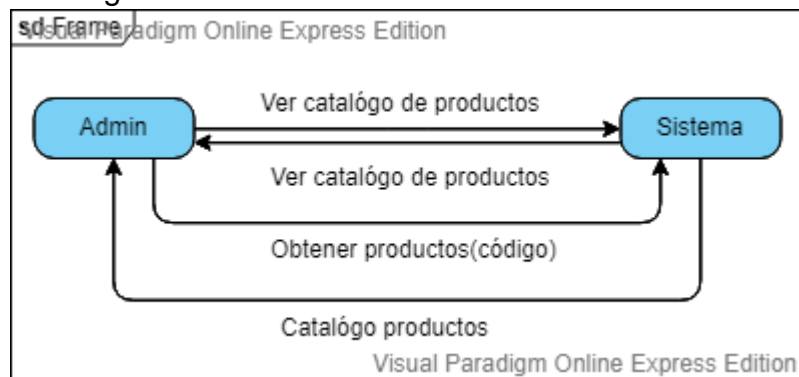 sd Frame
Visual Paradigm Online Express Edition
Ver catalógo de productos
Admin
Sistema
Ver catalógo de productos
Obtener productos(código)
Catalógo productos
Visual Paradigm Online Express Edition